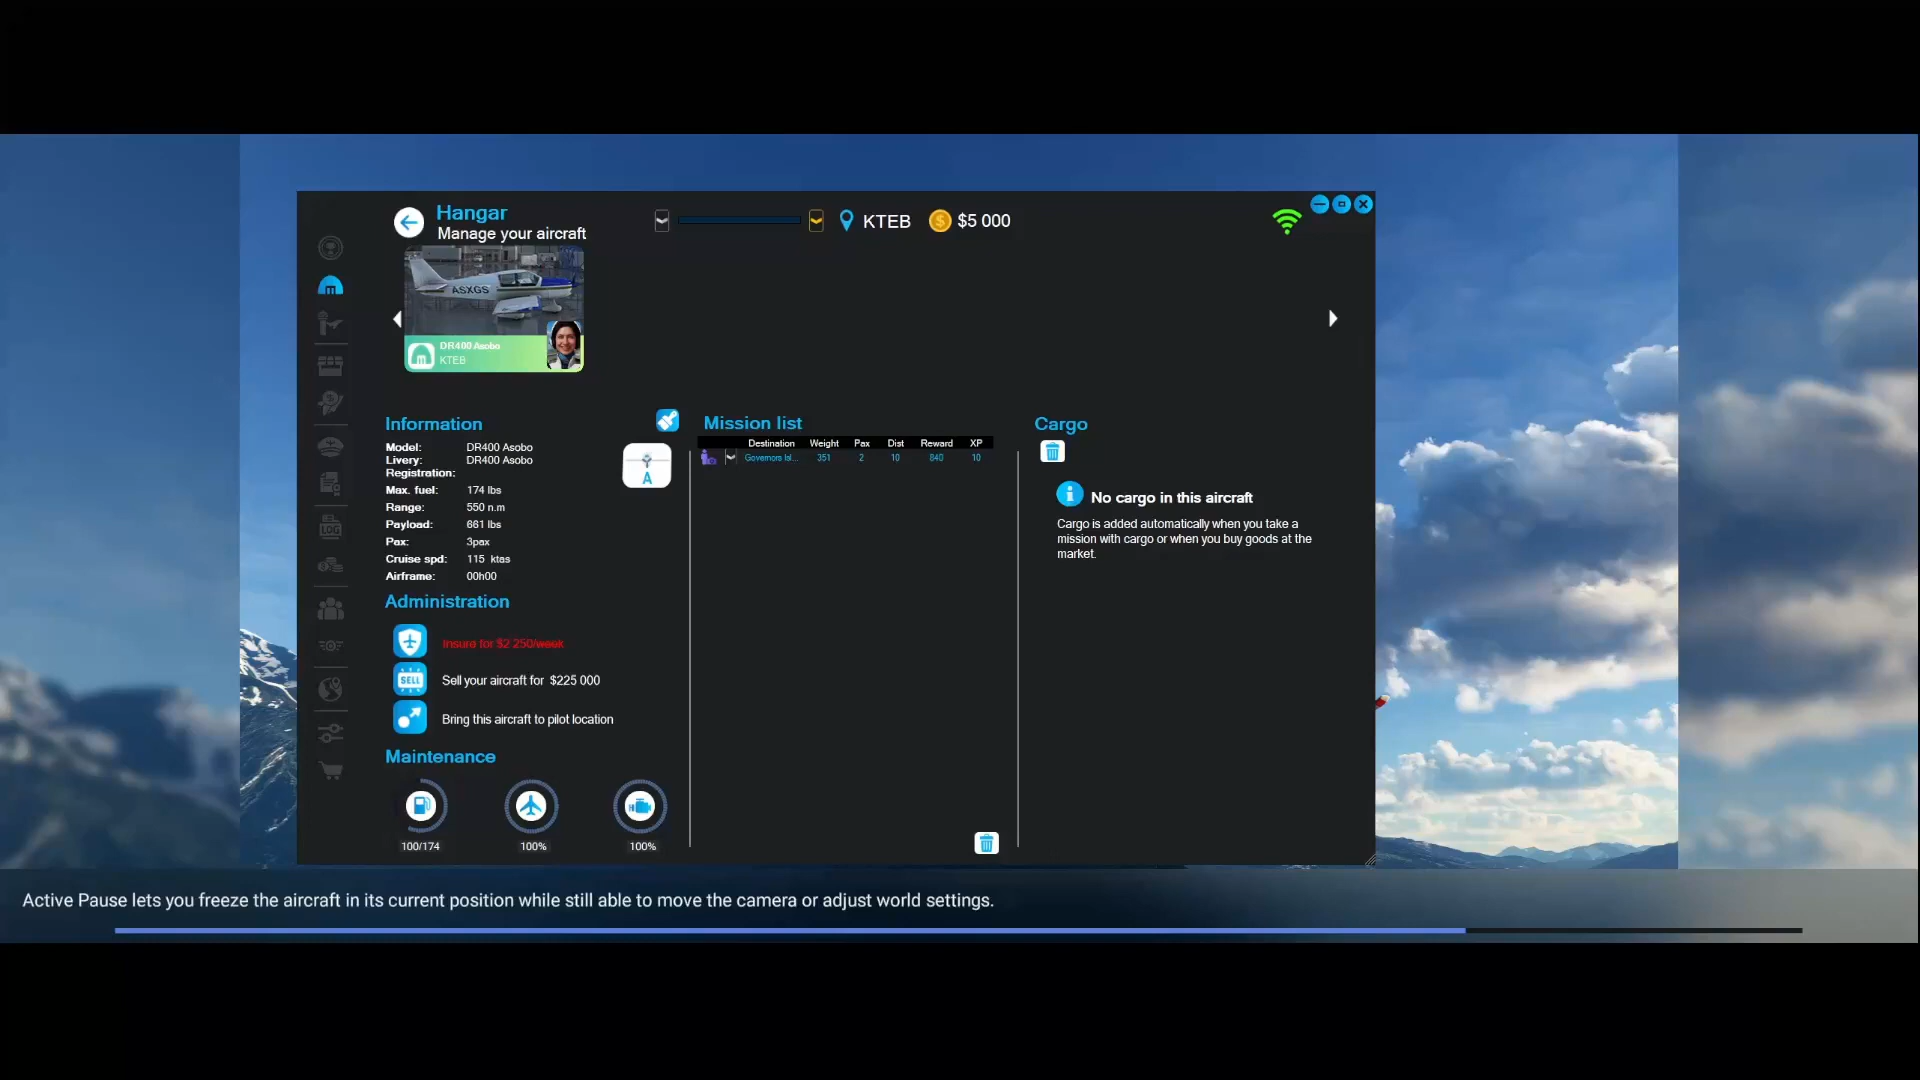 Hangar
Manage your aircraft
KTEB
$5 000
ASXGS
DR400 Asobo
KTEB
Information
Model: DR400 Asobo
Livery: DR400 Asobo
Registration:
Max. fuel: 174 lbs
Range: 550 n.m
Payload: 661 lbs
Pax: 3pax
Cruise spd: 115 ktas
Airframe: 00h00
A
Administration
Insure for $2 250/week
SELL
Sell your aircraft for $225 000
Bring this aircraft to pilot location
Maintenance
100/174
100%
100%
Mission list
Destination Weight Pax Dist Reward XP
Governors Isl... 351 2 10 840 10
Cargo
No cargo in this aircraft
Cargo is added automatically when you take a
mission with cargo or when you buy goods at the
market.
LOG
Active Pause lets you freeze the aircraft in its current position while still able to move the camera or adjust world settings.